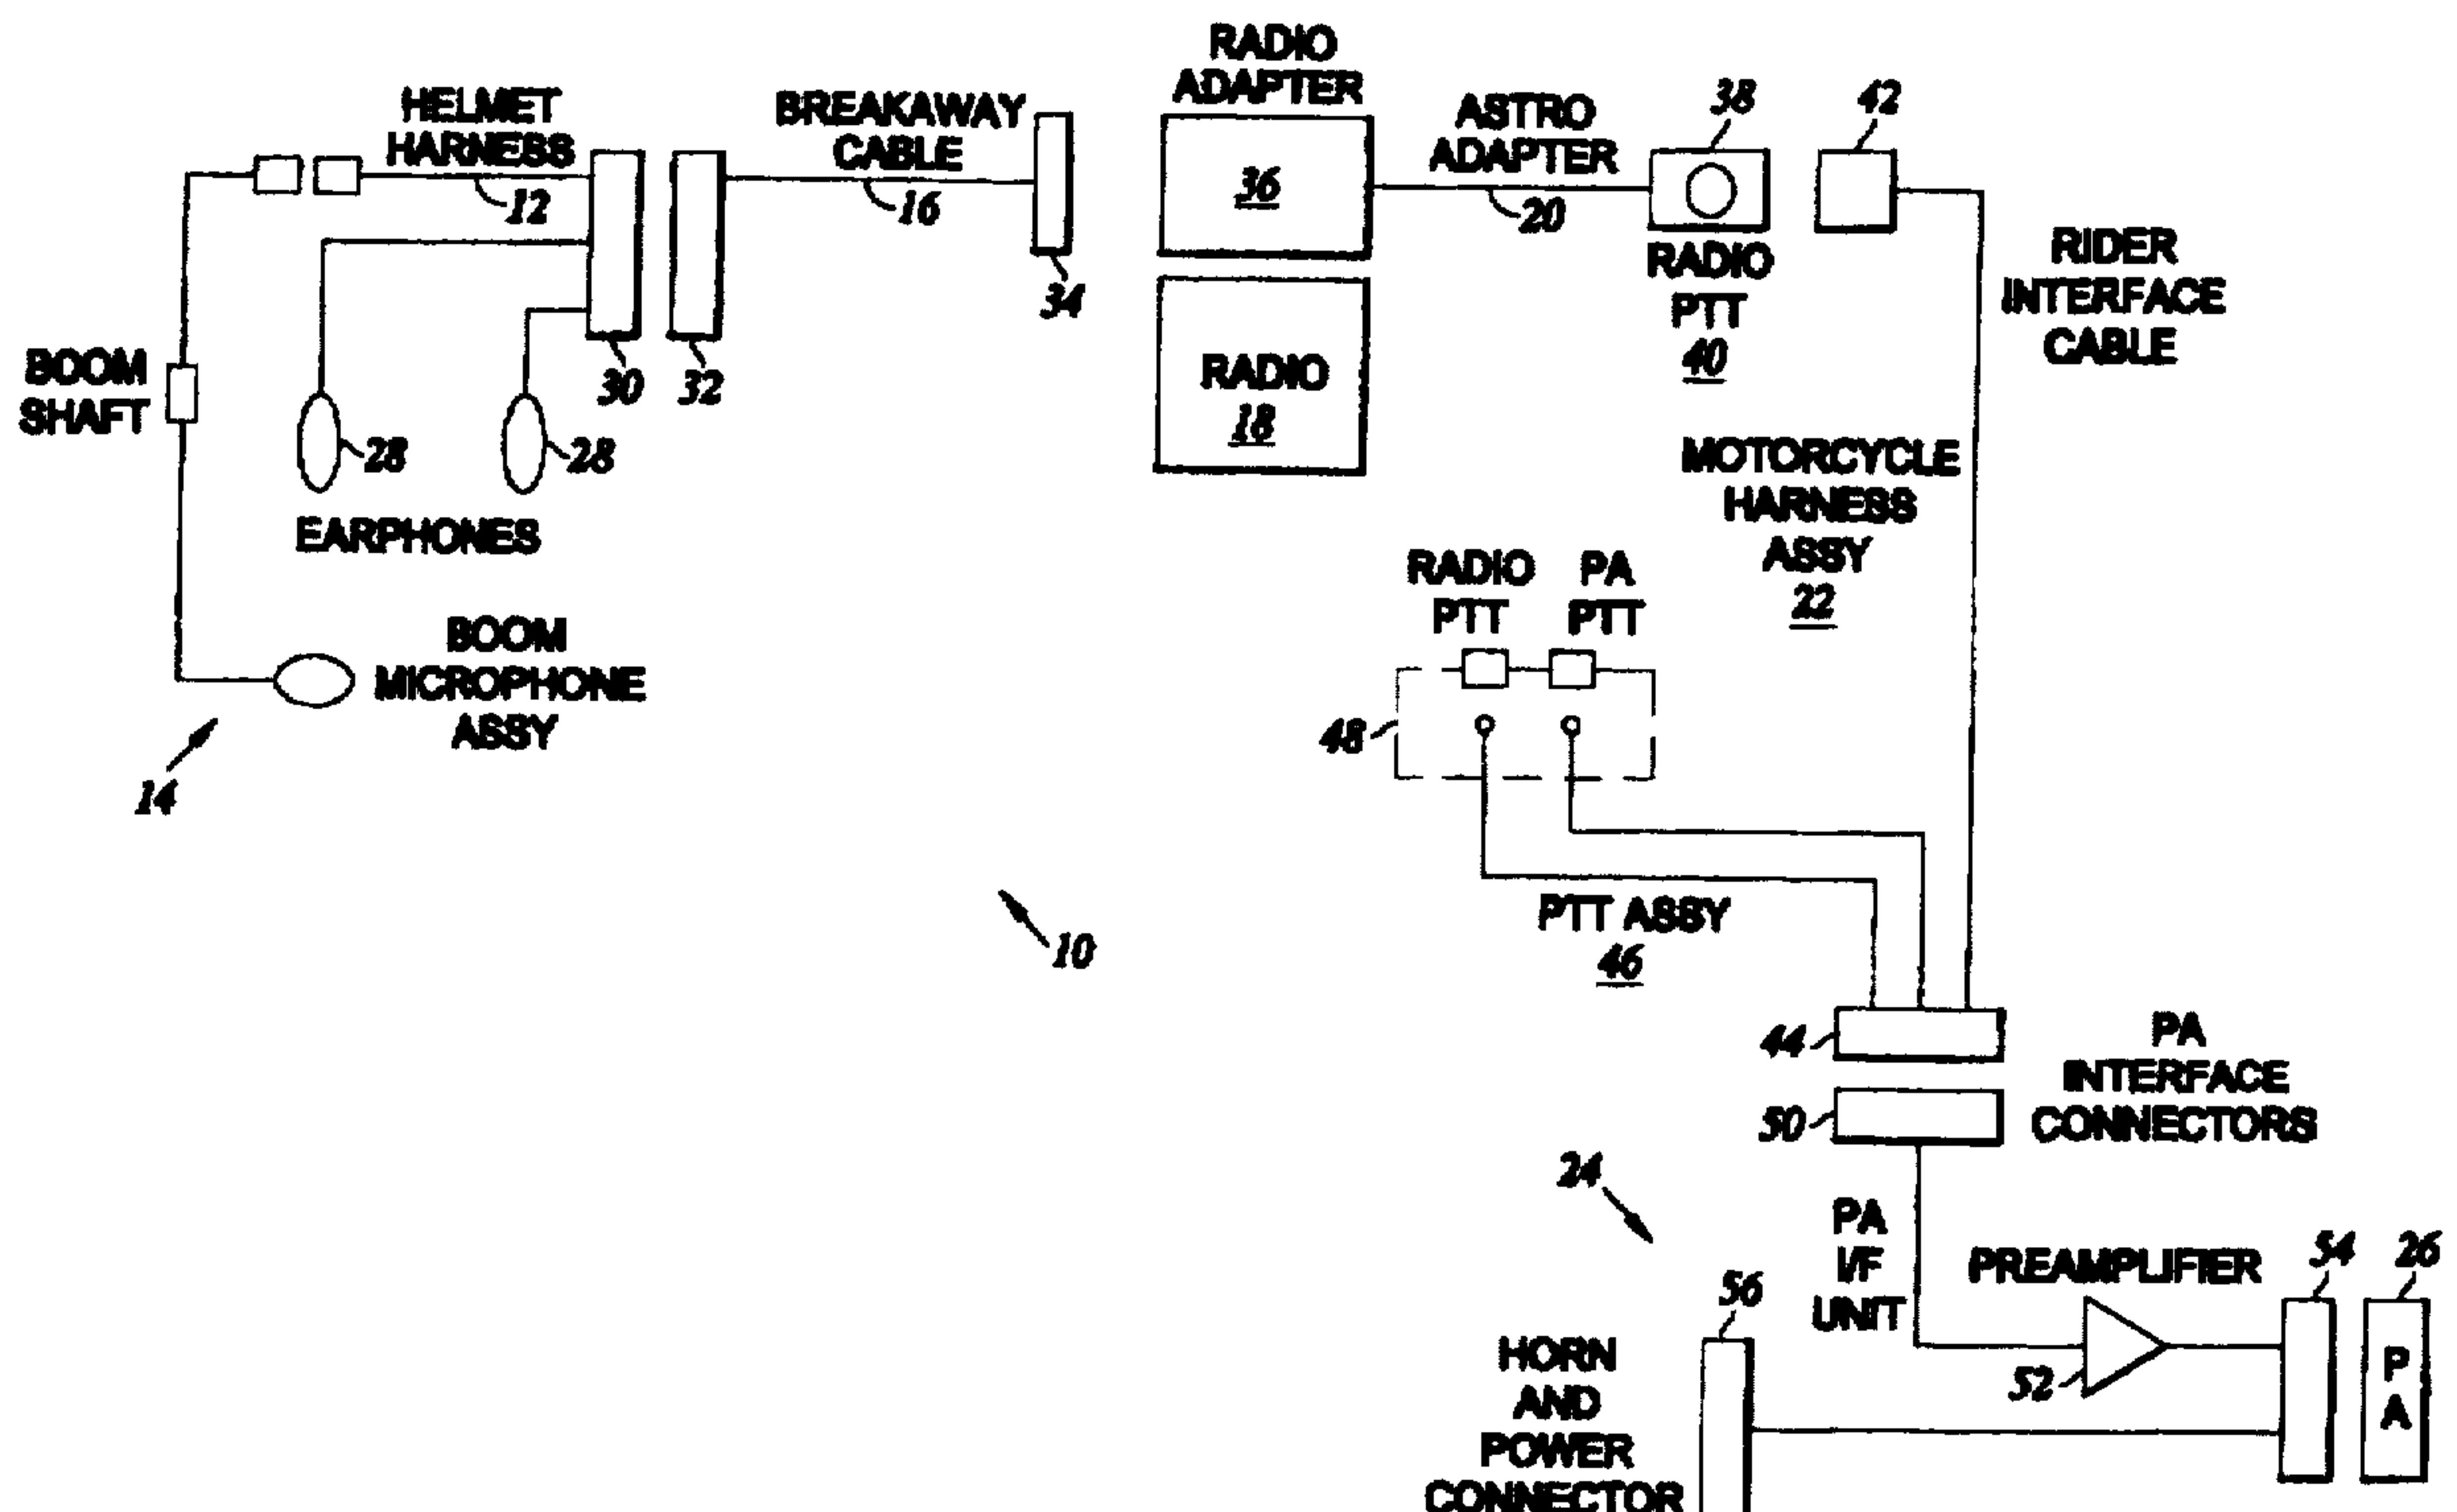 RADIO
ADAPTER
36
HELMET
HARNESS
12
BREAKAWAY
CABLE
16
34
ASTRO
ADAPTER
20
38
42
RADIO
PTT
40
RIDER
INTERFACE
CABLE
30
32
RADIO
18
BOOM
SHAFT
28
28
EARPHONES
MOTORCYCLE
HARNESS
ASSY
22
RADIO
PTT
PA
PTT
48
BOOM
MICROPHONE
ASSY
14
10
PTT ASSY
46
44
50
PA
INTERFACE
CONNECTORS
24
PA
I/F
UNIT
PREAMPLIFIER
52
54
26
P
A
56
HORN
AND
POWER
CONNECTOR